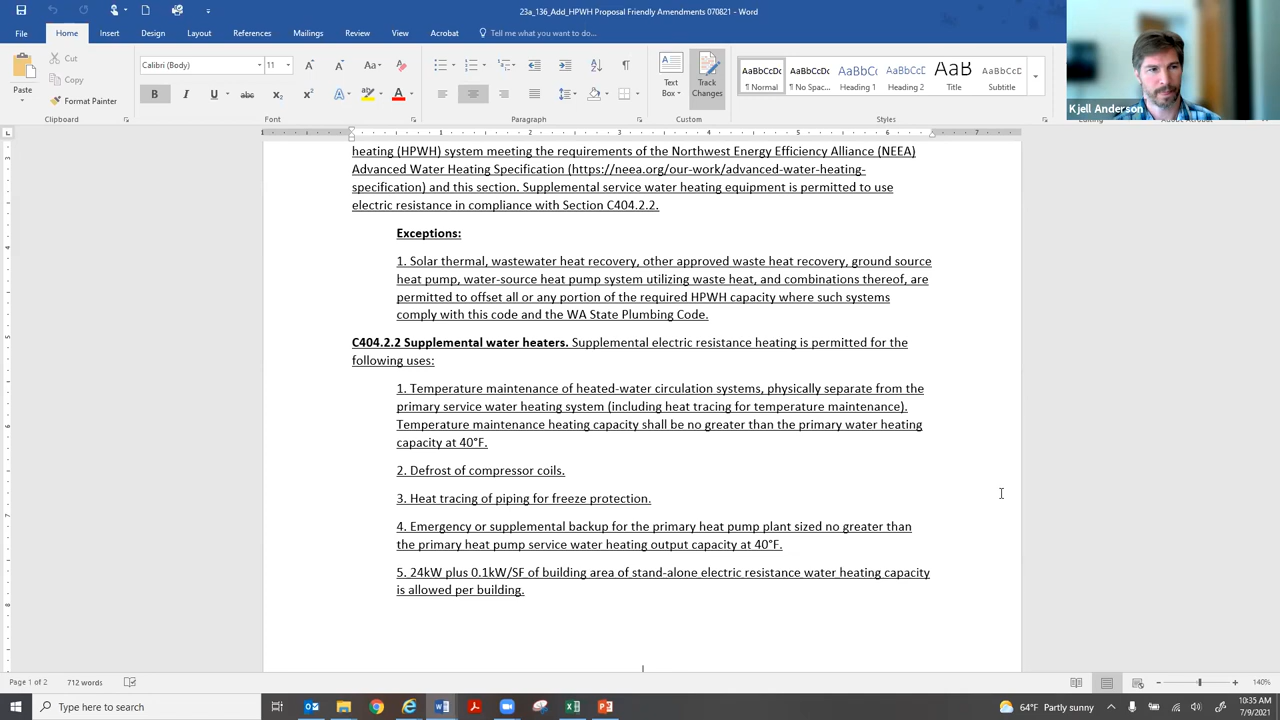 23a_136_Add_HPWH Proposal Friendly Amendments 070821 - Word
File Home Insert Design Layout References Mailings Review View Acrobat Tell me what you want to do...
Cut
Copy
Format Painter
Paste
Calibri (Body) 11
Text Box
Track Changes
AaBbCcDc AaBbCcDc AaBbCc AaBbCcC AaB AaBbCcC
¶ Normal ¶ No Spac... Heading 1 Heading 2 Title Subtitle
Clipboard Font Paragraph Custom Styles
Kjell Anderson
heating (HPWH) system meeting the requirements of the Northwest Energy Efficiency Alliance (NEEA)
Advanced Water Heating Specification (https://neea.org/our-work/advanced-water-heating-
specification) and this section. Supplemental service water heating equipment is permitted to use
electric resistance in compliance with Section C404.2.2.
Exceptions:
1. Solar thermal, wastewater heat recovery, other approved waste heat recovery, ground source
heat pump, water-source heat pump system utilizing waste heat, and combinations thereof, are
permitted to offset all or any portion of the required HPWH capacity where such systems
comply with this code and the WA State Plumbing Code.
C404.2.2 Supplemental water heaters. Supplemental electric resistance heating is permitted for the
following uses:
1. Temperature maintenance of heated-water circulation systems, physically separate from the
primary service water heating system (including heat tracing for temperature maintenance).
Temperature maintenance heating capacity shall be no greater than the primary water heating
capacity at 40°F.
2. Defrost of compressor coils.
3. Heat tracing of piping for freeze protection.
4. Emergency or supplemental backup for the primary heat pump plant sized no greater than
the primary heat pump service water heating output capacity at 40°F.
5. 24kW plus 0.1kW/SF of building area of stand-alone electric resistance water heating capacity
is allowed per building.
Page 1 of 2 712 words 140%
Type here to search
64°F Partly sunny
10:35 AM
7/9/2021